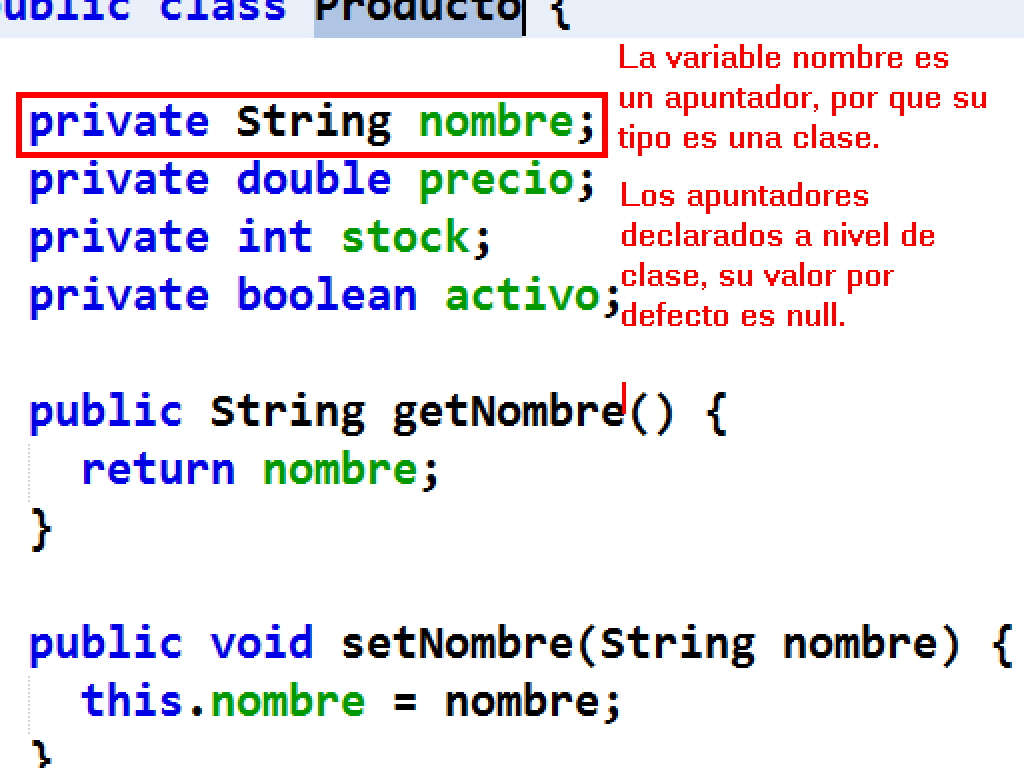 public class Producto {
La variable nombre es
un apuntador, por que su
tipo es una clase.
private String nombre;
private double precio;
private int stock;
private boolean activo;
Los apuntadores
declarados a nivel de
clase, su valor por
defecto es null.
public String getNombre() {
return nombre;
}
public void setNombre(String nombre) {
this.nombre = nombre;
}